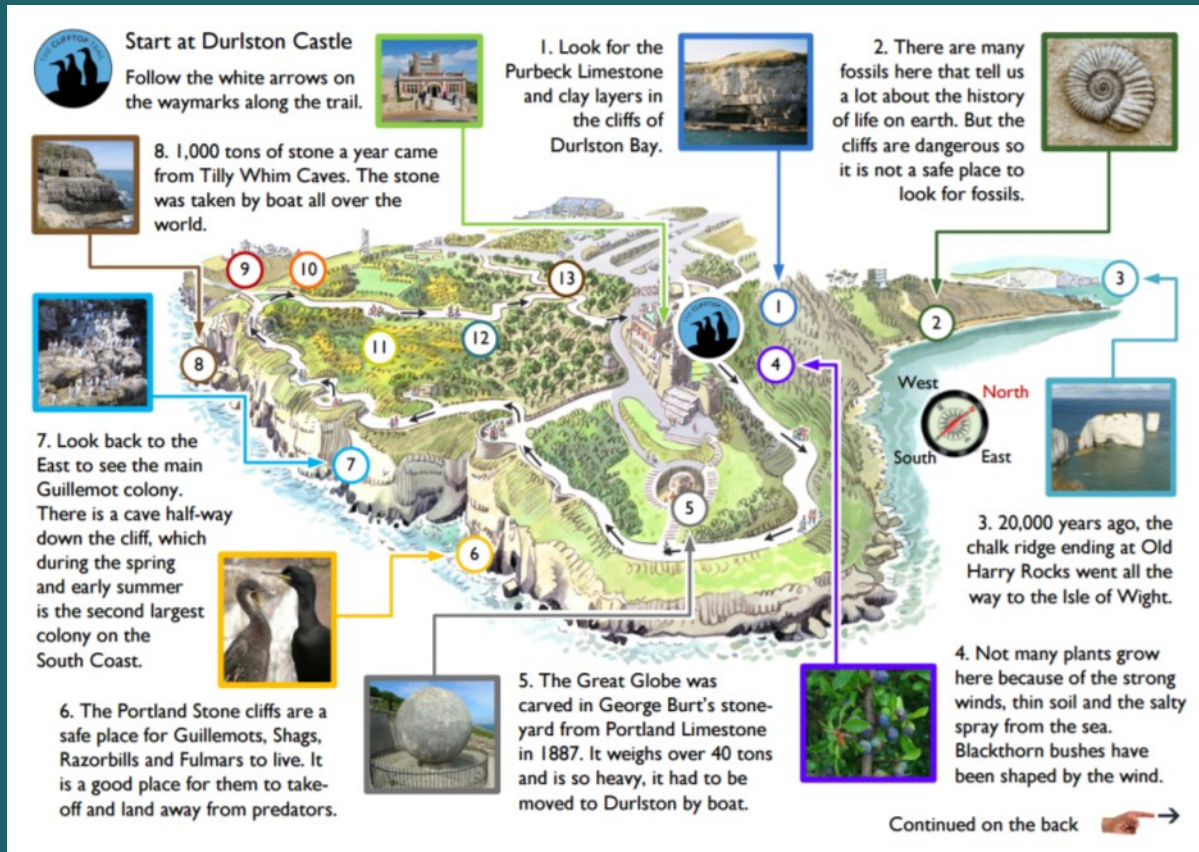 THE CLIFFTOP TRAIL
Start at Durlston Castle
Follow the white arrows on
the waymarks along the trail.
1. Look for the
Purbeck Limestone
and clay layers in
the cliffs of
Durlston Bay.
2. There are many
fossils here that tell us
a lot about the history
of life on earth. But the
cliffs are dangerous so
it is not a safe place to
look for fossils.
8. 1,000 tons of stone a year came
from Tilly Whim Caves. The stone
was taken by boat all over the
world.
9
10
13
3
1
THE CLIFFTOP TRAIL
2
12
11
8
4
West
North
South
East
7
5
6
7. Look back to the
East to see the main
Guillemot colony.
There is a cave half-way
down the cliff, which
during the spring
and early summer
is the second largest
colony on the
South Coast.
3. 20,000 years ago, the
chalk ridge ending at Old
Harry Rocks went all the
way to the Isle of Wight.
6. The Portland Stone cliffs are a
safe place for Guillemots, Shags,
Razorbills and Fulmars to live. It
is a good place for them to take-
off and land away from predators.
5. The Great Globe was
carved in George Burt's stone-
yard from Portland Limestone
in 1887. It weighs over 40 tons
and is so heavy, it had to be
moved to Durlston by boat.
4. Not many plants grow
here because of the strong
winds, thin soil and the salty
spray from the sea.
Blackthorn bushes have
been shaped by the wind.
Continued on the back